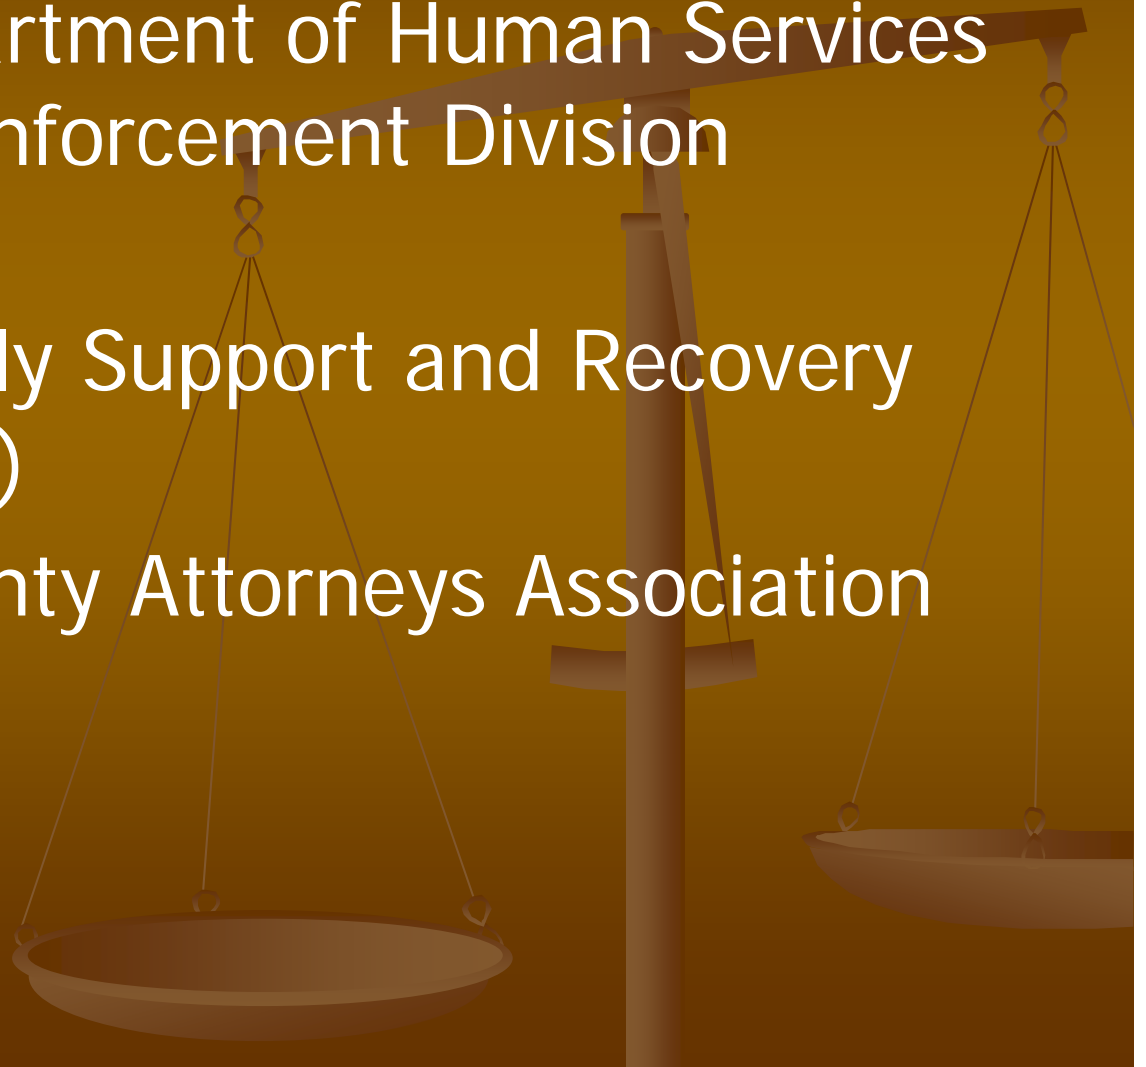 rtment of Human Services
nforcement Division
ly Support and Recovery
)
nty Attorneys Association